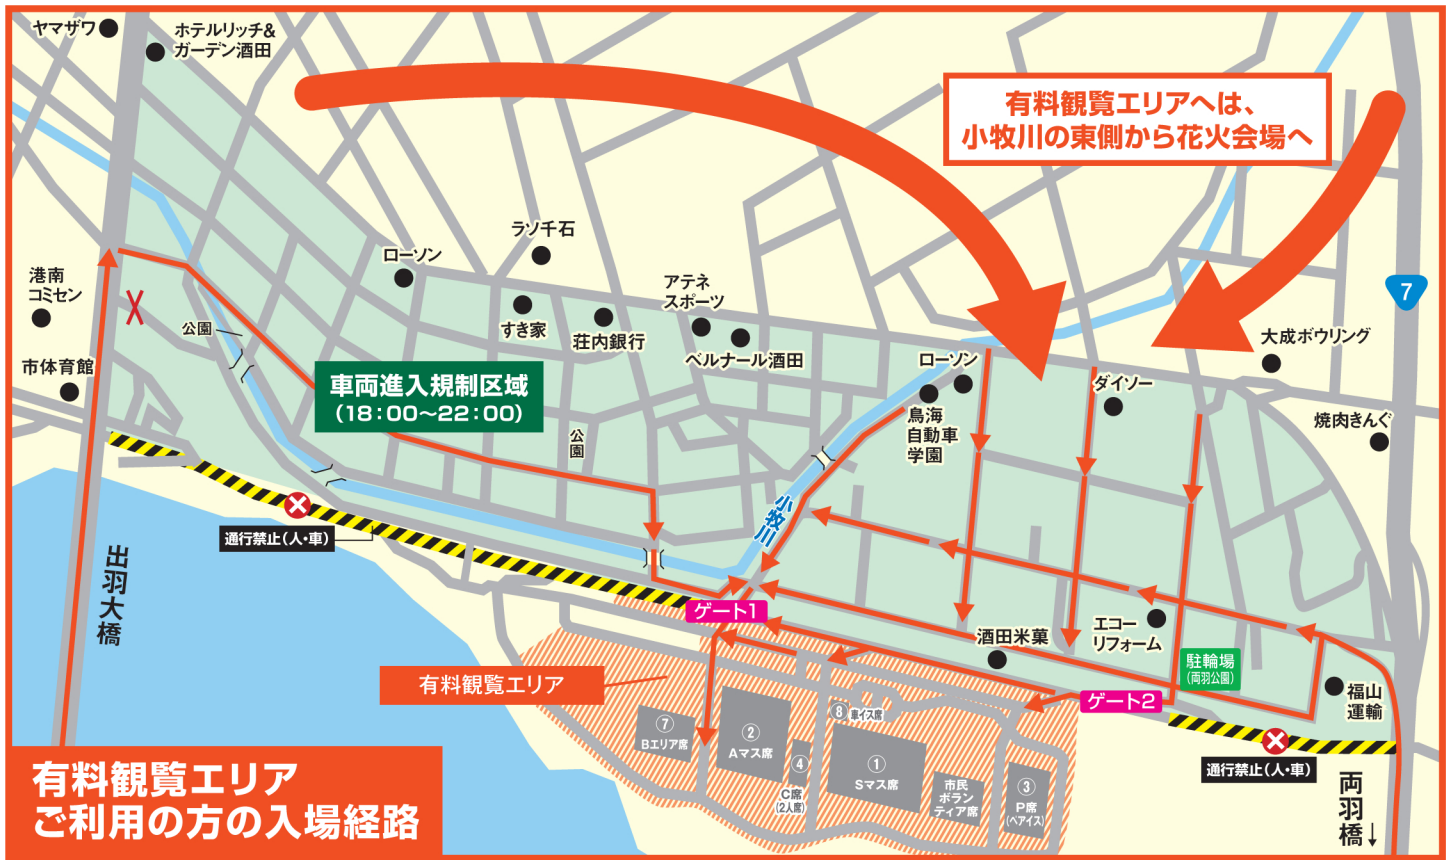 ヤマザワ
ホテルリッチ&
ガーデン酒田
有料観覧エリアへは、
小牧川の東側から花火会場へ
7
港南
コミセン
市体育館
公園
ローソン
ラソ千石
すき家
荘内銀行
アテネ
スポーツ
ベルナール酒田
ローソン
鳥海
自動車
学園
ダイソー
大成ボウリング
焼肉きんぐ
車両進入規制区域
(18:00~22:00)
公園
小牧川
通行禁止(人・車)
出羽大橋
ゲート1
酒田米菓
エコー
リフォーム
駐輪場
(両羽公園)
福山
運輸
有料観覧エリア
ゲート2
⑦
Bエリア席
②
Aマス席
④
C席
(2人席)
⑧ 車イス席
①
Sマス席
市民
ボラン
ティア席
③
P席
(ペアイス)
通行禁止(人・車)
両羽橋↓
有料観覧エリア
ご利用の方の入場経路